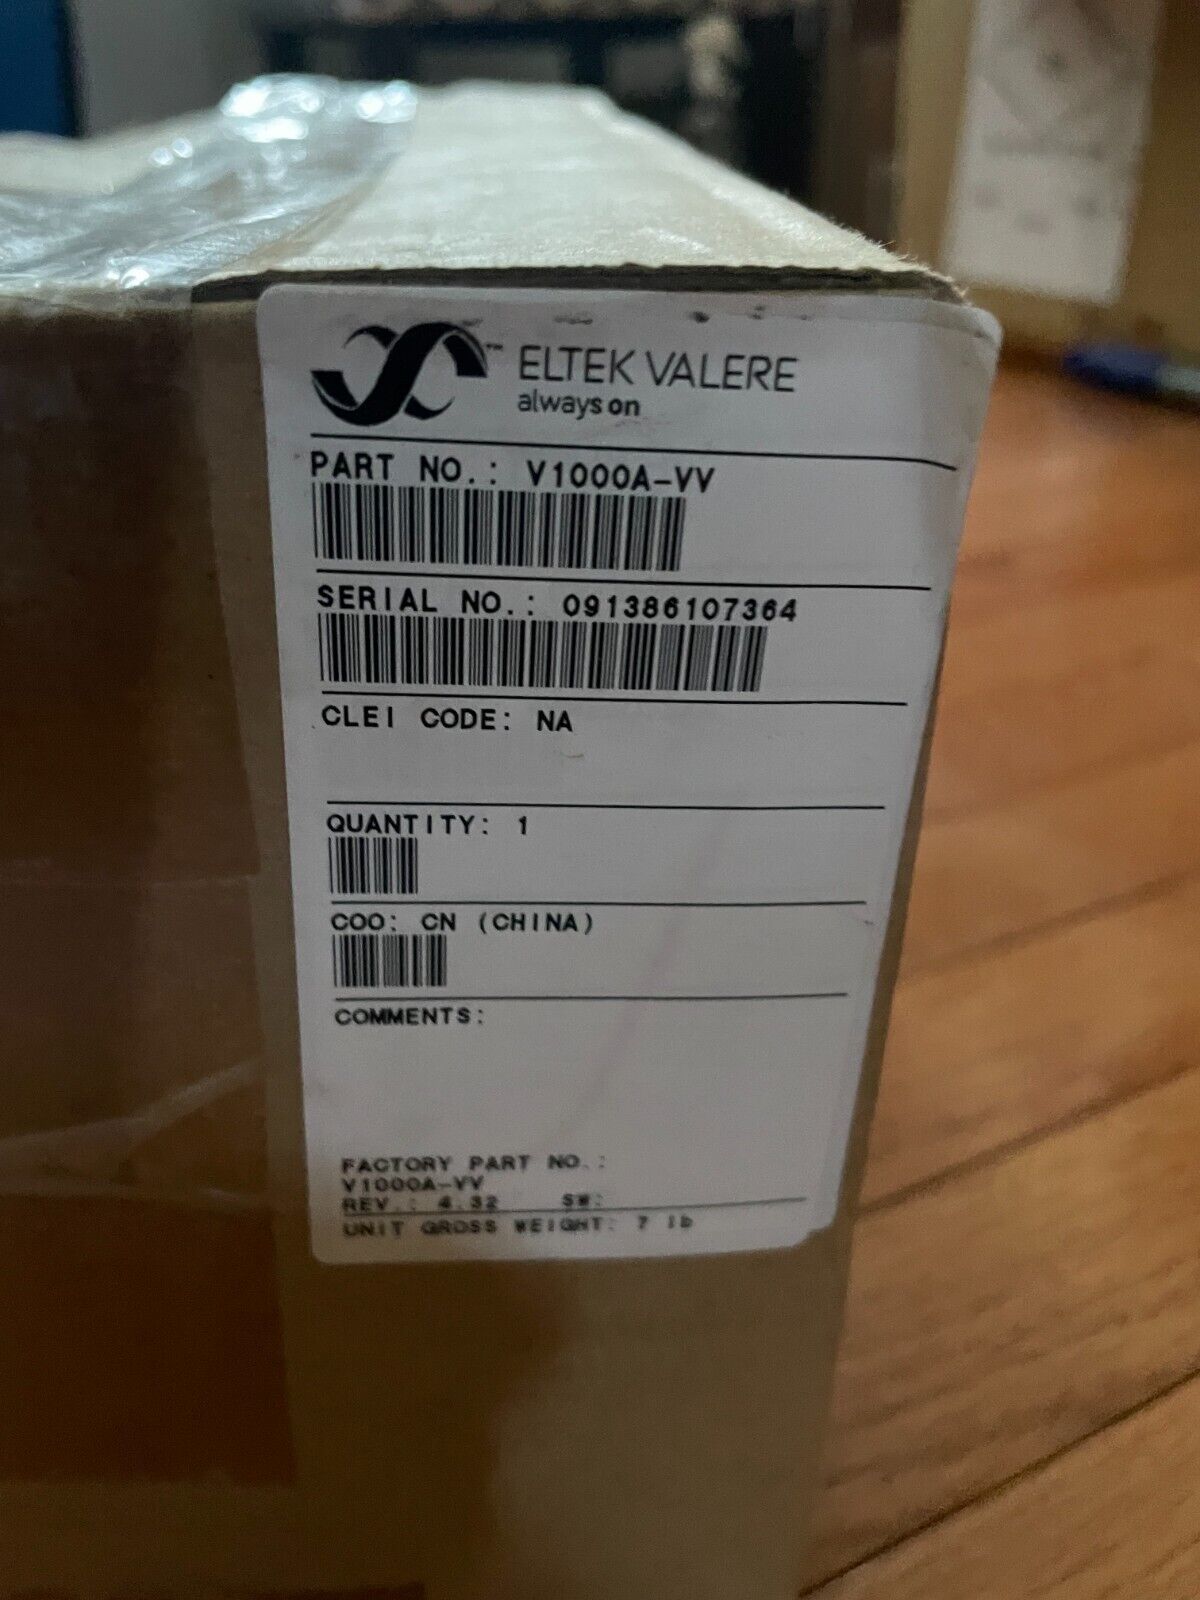 ™ ELTEK VALERE
always on
PART NO.: V1000A-VV
SERIAL NO.: 091386107364
CLEI CODE: NA
QUANTITY: 1
COO: CN (CHINA)
COMMENTS:
FACTORY PART NO.:
V1000A-VV
REV.: 4.32 SW:
UNIT GROSS WEIGHT: 7 lb